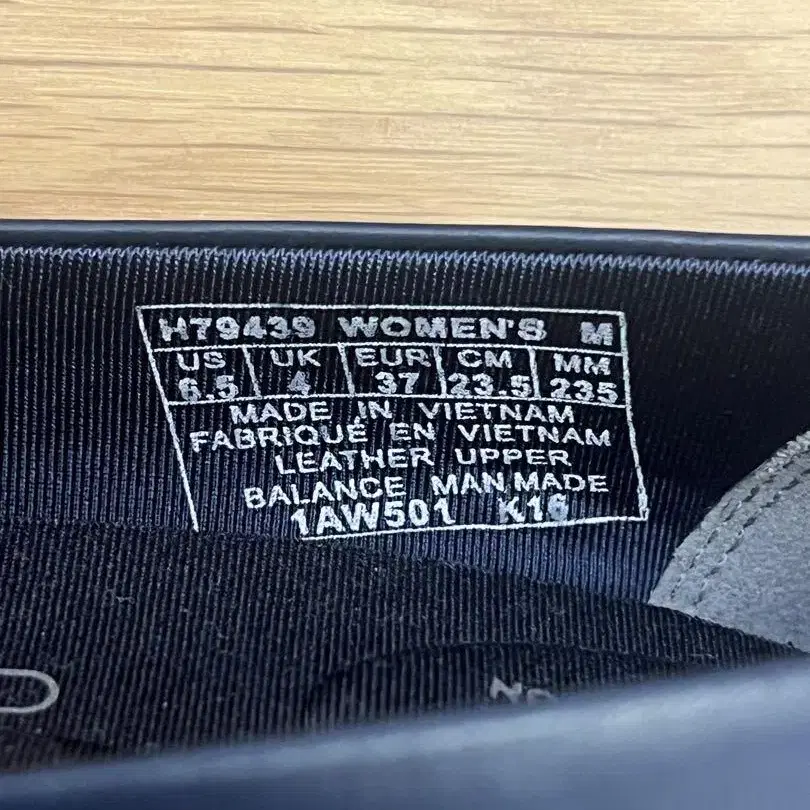 H79439 WOMEN'S M
US UK EUR CM MM
6.5 4 37 23.5 235
MADE IN VIETNAM
FABRIQUÉ EN VIETNAM
LEATHER UPPER
BALANCE MAN MADE
1AW501 K16